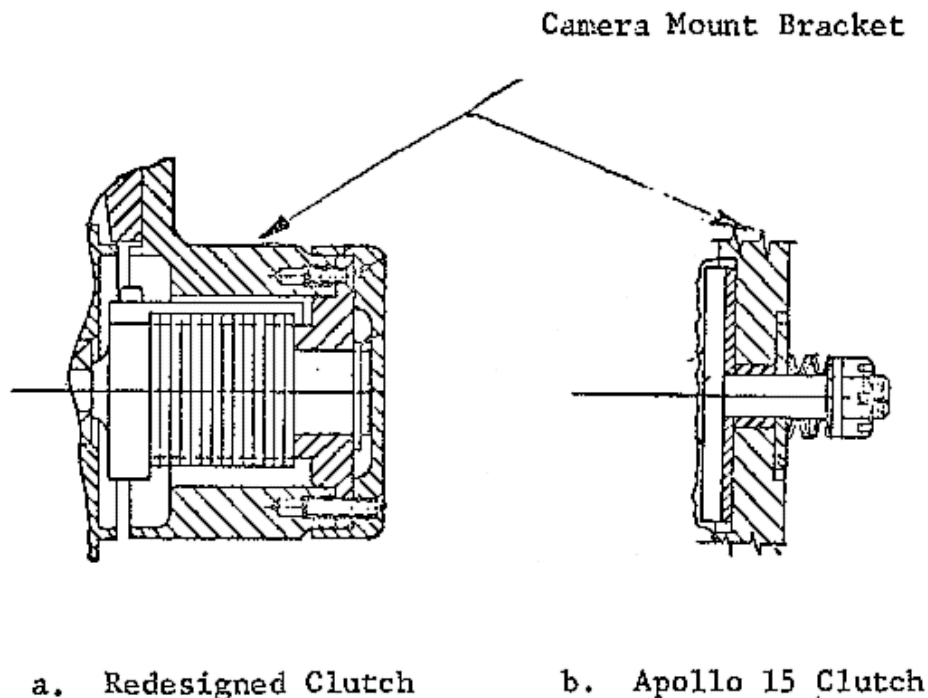 Camera Mount Bracket
a. Redesigned Clutch
b. Apollo 15 Clutch